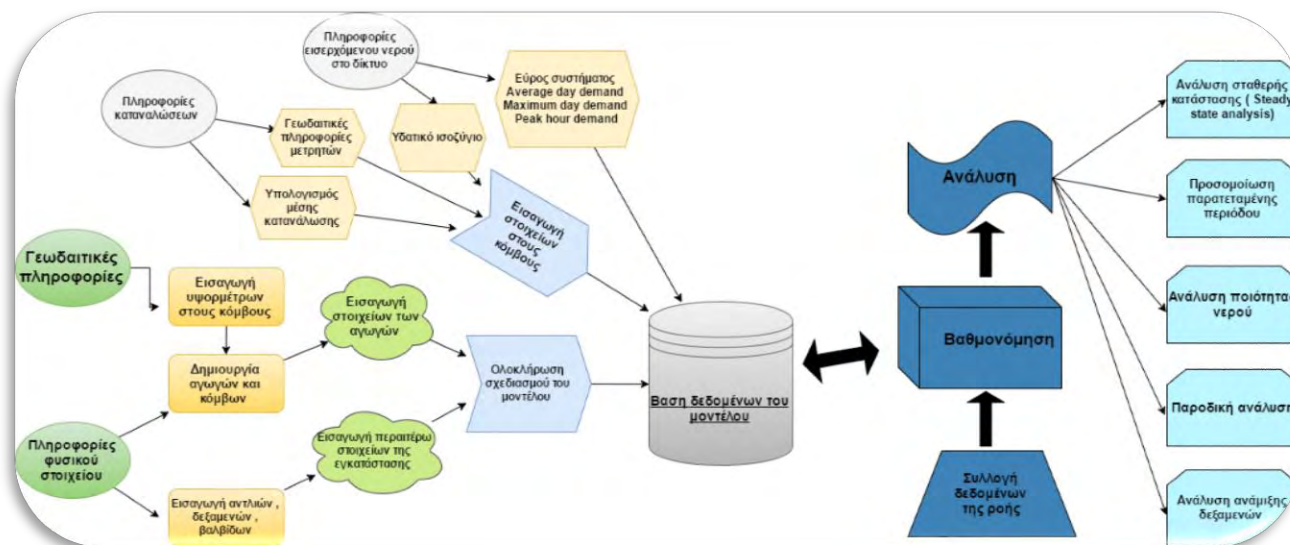 Πληροφορίες
εισερχόμενου νερού
στο δίκτυο
Πληροφορίες
καταναλώσεων
Γεωδαιτικές
πληροφορίες
μετρητών
Υδατικό ισοζύγιο
Εύρος συστήματος
Average day demand
Maximum day demand
Peak hour demand
Υπολογισμός
μέσης
κατανάλωσης
Εισαγωγή
στοιχείων
στους
κόμβους
Γεωδαιτικές
πληροφορίες
Εισαγωγή
υψορμέτρων
στους κόμβους
Δημιουργία
αγωγών και
κόμβων
Εισαγωγή
στοιχείων των
αγωγών
Πληροφορίες
φυσικού
στοιχείου
Εισαγωγή αντλιών ,
δεξαμενών ,
βαλβίδων
Εισαγωγή περαιτέρω
στοιχείων της
εγκατάστασης
Ολοκλήρωση
σχεδιασμού του
μοντέλου
Βαση δεδομένων του
μοντέλου
Ανάλυση
Βαθμονόμηση
Συλλογή
δεδομένων
της ροής
Ανάλυση σταθερής
κατάστασης ( Steady
state analysis)
Προσομοίωση
παρατεταμένης
περιόδου
Ανάλυση ποιότητας
νερού
Παροδική ανάλυση
Ανάλυση ανάμιξης
δεξαμενών